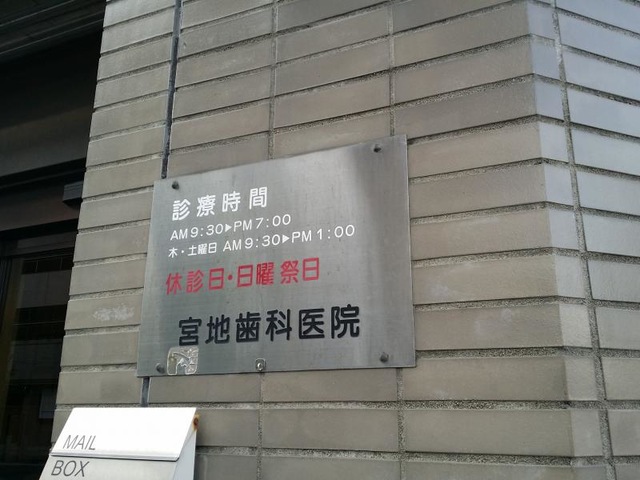 診療時間
AM9:30▶PM7:00
木・土曜日 AM9:30▶PM1:00
休診日・日曜祭日
宮地歯科医院
MAIL
BOX